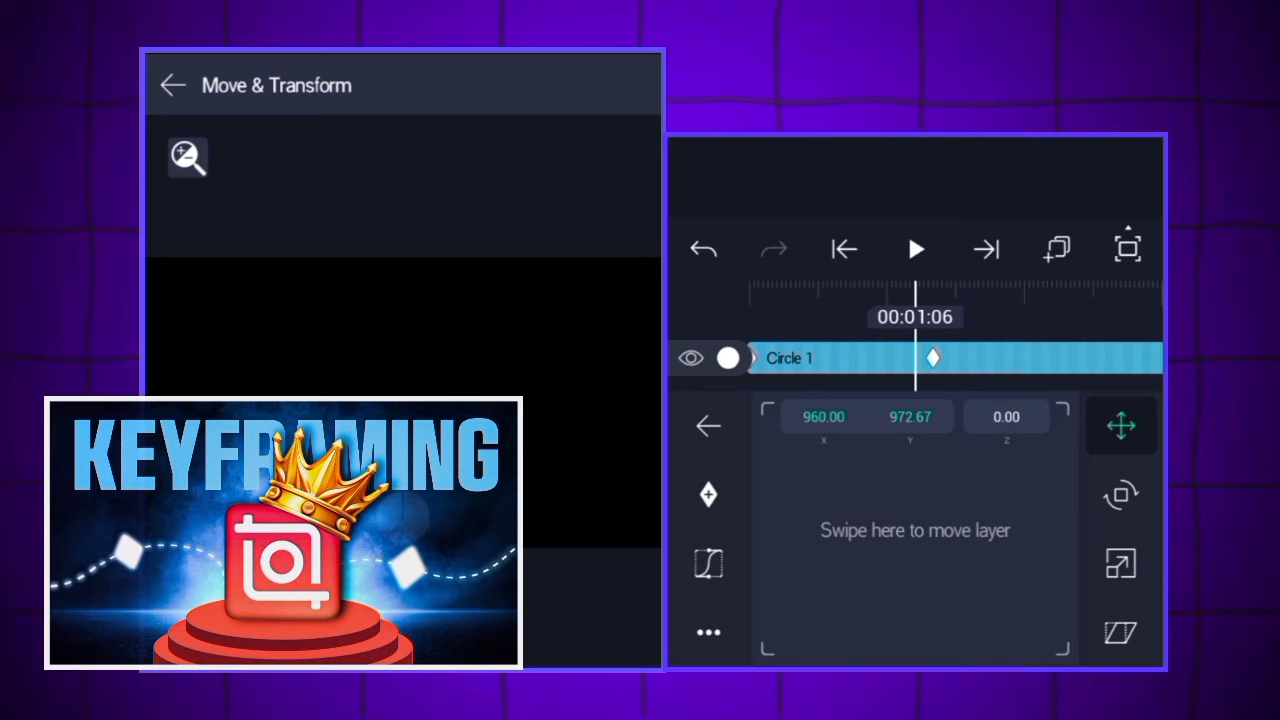 Move & Transform
00:01:06
Circle 1
960.00 972.67 0.00
X Y Z
Swipe here to move layer
KEYFRAMING